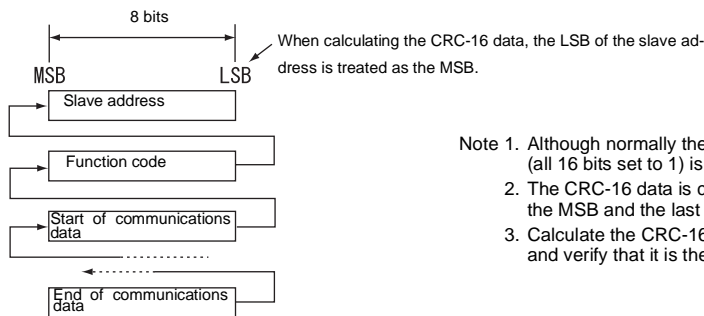 8 bits
When calculating the CRC-16 data, the LSB of the slave ad-
dress is treated as the MSB.
MSB
LSB
Slave address
Function code
Start of communications
data
End of communications
data
Note 1. Although normally the
(all 16 bits set to 1) is
2. The CRC-16 data is
the MSB and the last
3. Calculate the CRC-16
and verify that it is the